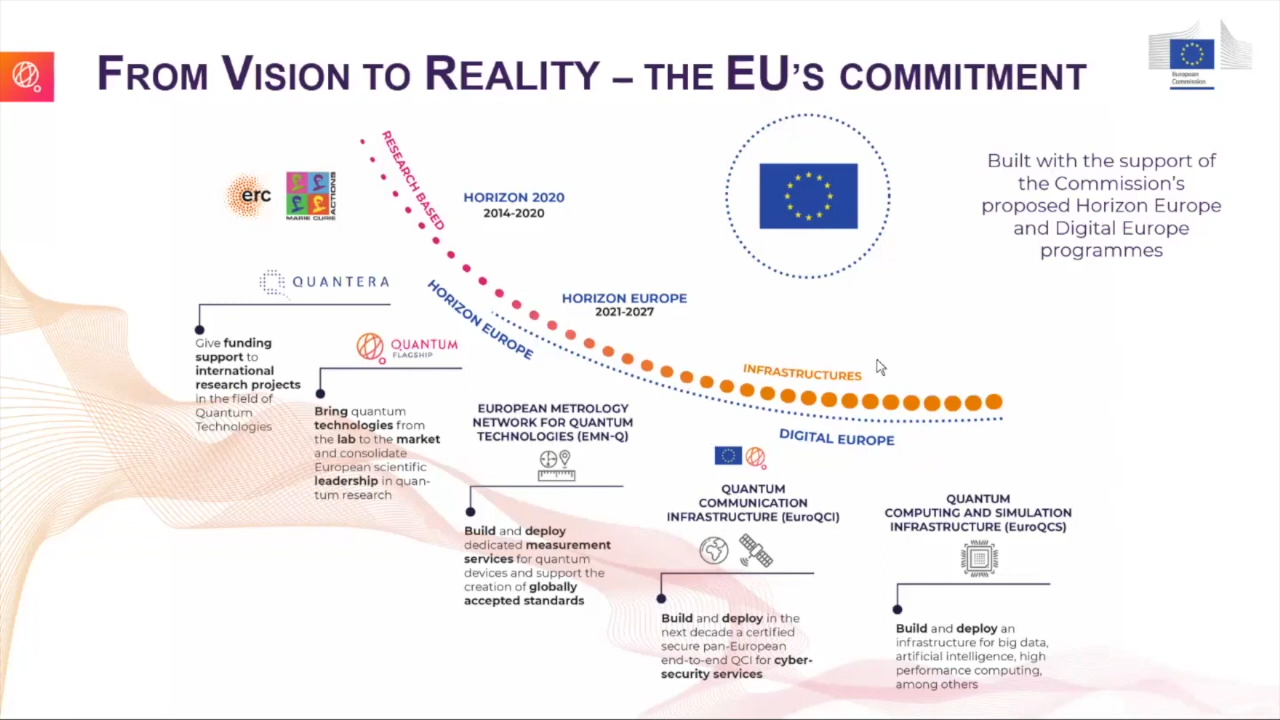 FROM VISION TO REALITY – THE EU'S COMMITMENT
European
Commission
RESEARCH BASED
erc
MARIE CURIE
ACTIONS
HORIZON 2020
2014-2020
Built with the support of
the Commission's
proposed Horizon Europe
and Digital Europe
programmes
QUANTERA
Give funding
support to
international
research projects
in the field of
Quantum
Technologies
HORIZON EUROPE
HORIZON EUROPE
2021-2027
QUANTUM
FLAGSHIP
Bring quantum
technologies from
the lab to the market
and consolidate
European scientific
leadership in quan-
tum research
INFRASTRUCTURES
DIGITAL EUROPE
EUROPEAN METROLOGY
NETWORK FOR QUANTUM
TECHNOLOGIES (EMN-Q)
Build and deploy
dedicated measurement
services for quantum
devices and support the
creation of globally
accepted standards
QUANTUM
COMMUNICATION
INFRASTRUCTURE (EuroQCI)
Build and deploy in the
next decade a certified
secure pan-European
end-to-end QCI for cyber-
security services
QUANTUM
COMPUTING AND SIMULATION
INFRASTRUCTURE (EuroQCS)
Build and deploy an
infrastructure for big data,
artificial intelligence, high
performance computing,
among others